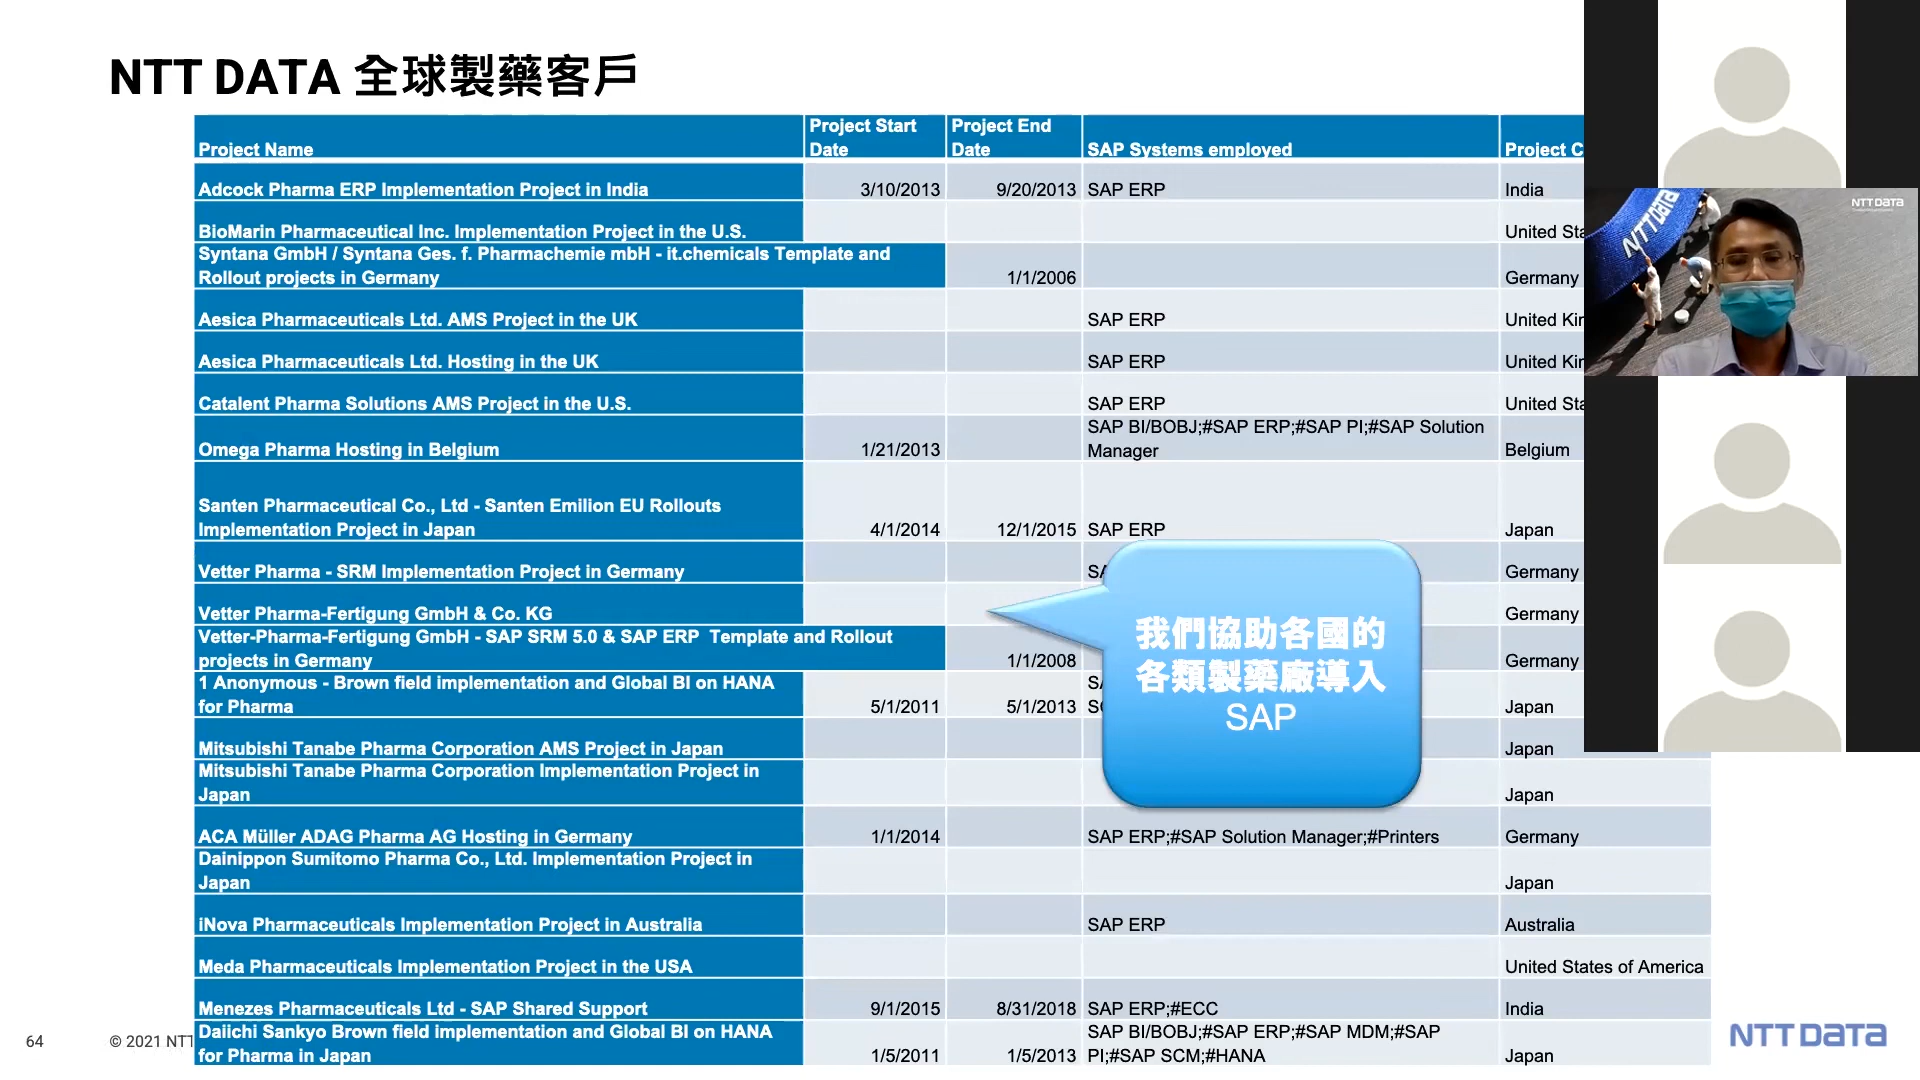 NTT DATA 全球製藥客戶
Project Name
Project Start
Date
Project End
Date
SAP Systems employed
Project C
Adcock Pharma ERP Implementation Project in India
3/10/2013
9/20/2013
SAP ERP
India
BioMarin Pharmaceutical Inc. Implementation Project in the U.S.
United Sta
Syntana GmbH / Syntana Ges. f. Pharmachemie mbH - it.chemicals Template and
Rollout projects in Germany
1/1/2006
Germany
Aesica Pharmaceuticals Ltd. AMS Project in the UK
SAP ERP
United Kin
Aesica Pharmaceuticals Ltd. Hosting in the UK
SAP ERP
United Kin
Catalent Pharma Solutions AMS Project in the U.S.
SAP ERP
United Sta
Omega Pharma Hosting in Belgium
1/21/2013
SAP BI/BOBJ;#SAP ERP;#SAP PI;#SAP Solution
Manager
Belgium
Santen Pharmaceutical Co., Ltd - Santen Emilion EU Rollouts
Implementation Project in Japan
4/1/2014
12/1/2015
SAP ERP
Japan
Vetter Pharma - SRM Implementation Project in Germany
Germany
Vetter Pharma-Fertigung GmbH & Co. KG
Germany
Vetter-Pharma-Fertigung GmbH - SAP SRM 5.0 & SAP ERP Template and Rollout
projects in Germany
1/1/2008
Germany
1 Anonymous - Brown field implementation and Global BI on HANA
for Pharma
5/1/2011
5/1/2013
Japan
Mitsubishi Tanabe Pharma Corporation AMS Project in Japan
Japan
Mitsubishi Tanabe Pharma Corporation Implementation Project in
Japan
Japan
ACA Müller ADAG Pharma AG Hosting in Germany
1/1/2014
SAP ERP;#SAP Solution Manager;#Printers
Germany
Dainippon Sumitomo Pharma Co., Ltd. Implementation Project in
Japan
Japan
iNova Pharmaceuticals Implementation Project in Australia
SAP ERP
Australia
Meda Pharmaceuticals Implementation Project in the USA
United States of America
Menezes Pharmaceuticals Ltd - SAP Shared Support
9/1/2015
8/31/2018
SAP ERP;#ECC
India
Daiichi Sankyo Brown field implementation and Global BI on HANA
for Pharma in Japan
1/5/2011
1/5/2013
SAP BI/BOBJ;#SAP ERP;#SAP MDM;#SAP
PI;#SAP SCM;#HANA
Japan
我們協助各國的
各類製藥廠導入
SAP
NTT DATA
NTT DATA
64
© 2021 NTT
NTT DATA